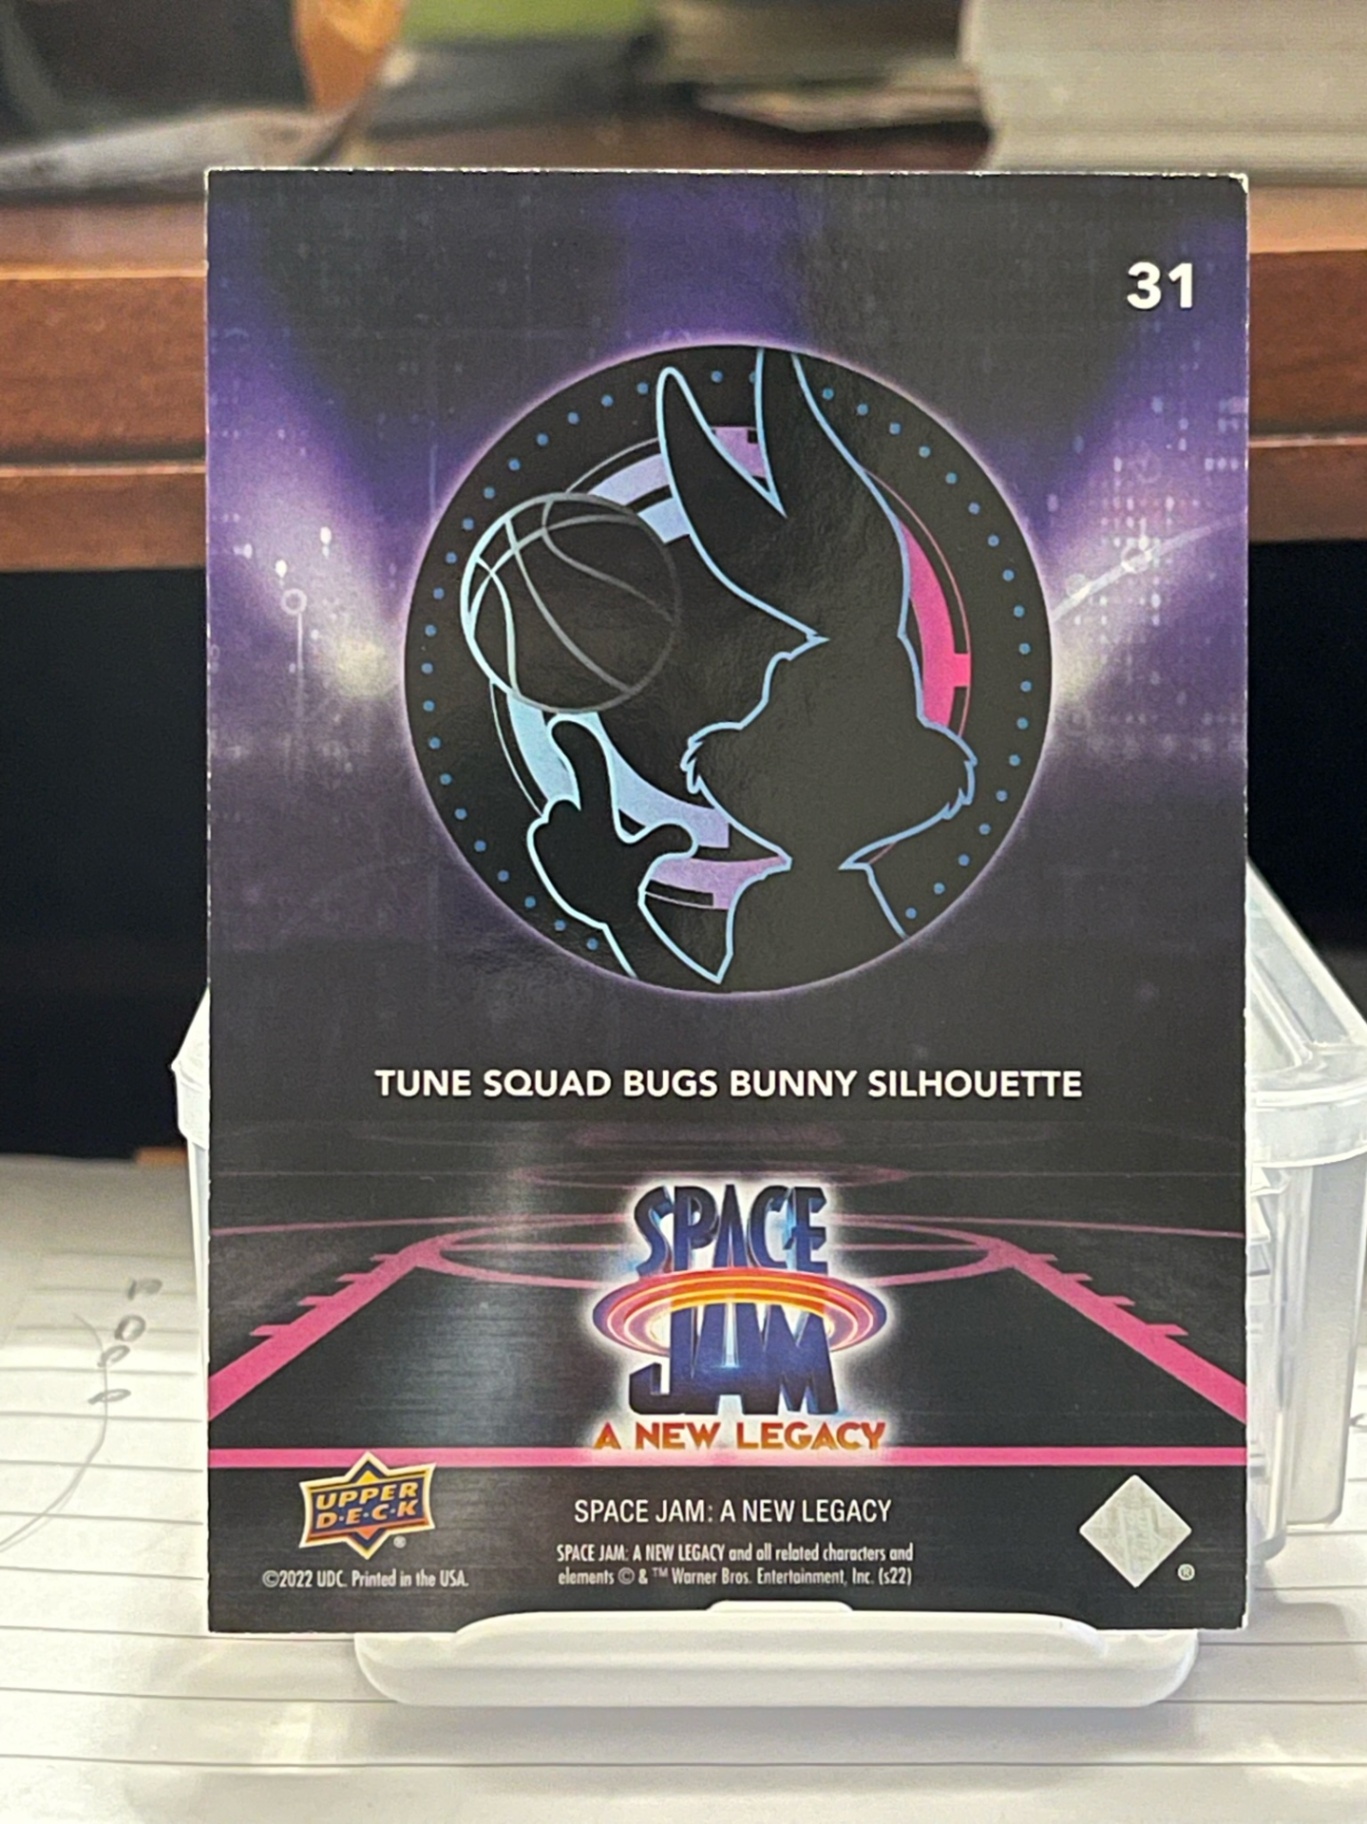 31
TUNE SQUAD BUGS BUNNY SILHOUETTE
SPACE
JAM
A NEW LEGACY
UPPER
D·E·C·K
®
©2022 UDC. Printed in the USA.
SPACE JAM: A NEW LEGACY
SPACE JAM: A NEW LEGACY and all related characters and
elements © & ™ Warner Bros. Entertainment, Inc. (s22)
®